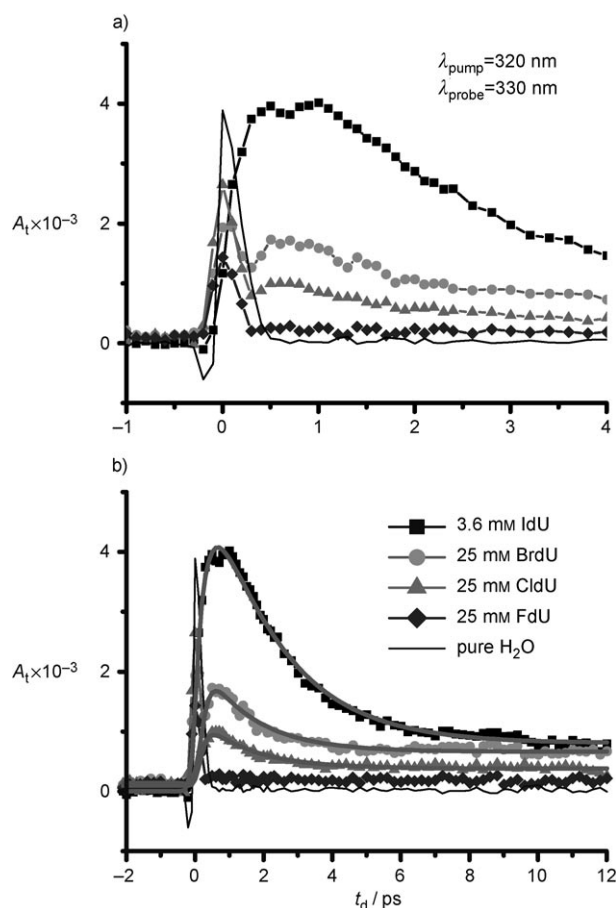 a)
λpump=320 nm
λprobe=330 nm
4
2
0
At×10⁻³
–1
0
1
2
3
4
b)
3.6 mM IdU
25 mM BrdU
25 mM CldU
25 mM FdU
pure H₂O
4
2
0
At×10⁻³
–2
0
2
4
6
8
10
12
td / ps